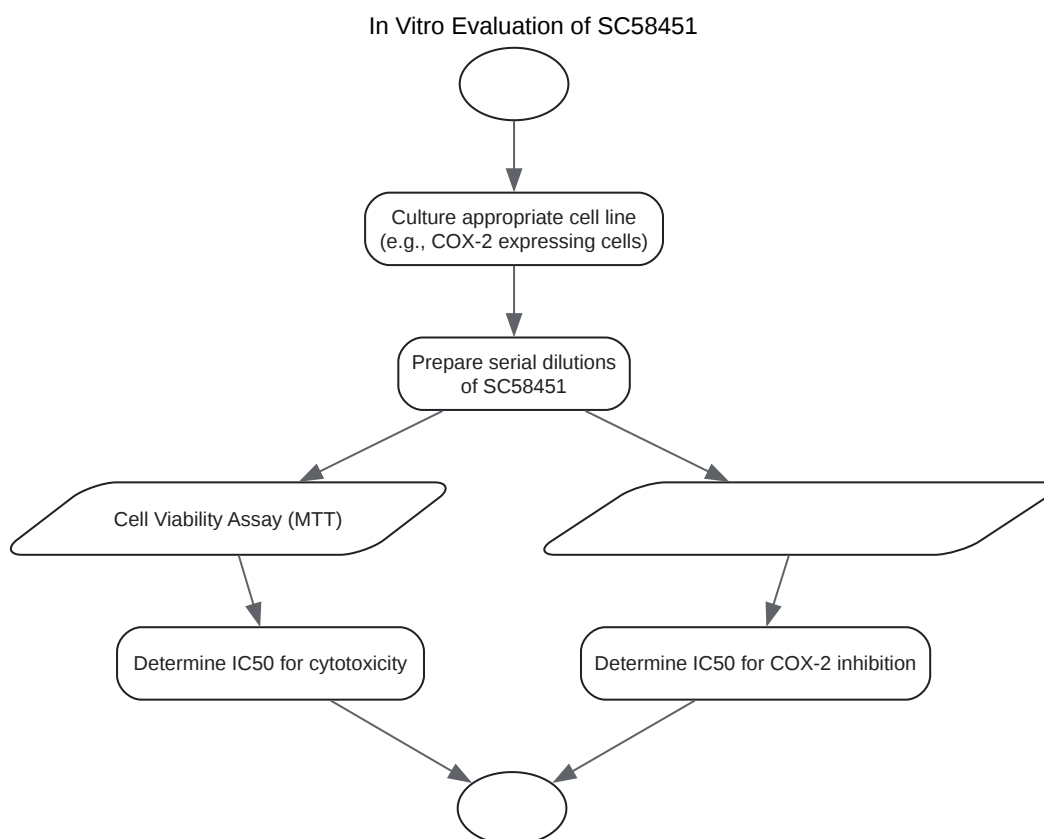 In Vitro Evaluation of SC58451
Culture appropriate cell line
(e.g., COX-2 expressing cells)
Prepare serial dilutions
of SC58451
Cell Viability Assay (MTT)
Determine IC50 for cytotoxicity
Determine IC50 for COX-2 inhibition